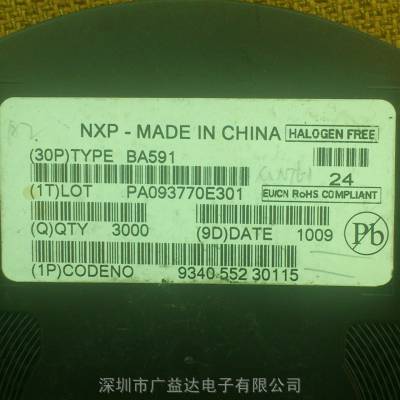 NXP - MADE IN CHINA HALOGEN FREE
(30P)TYPE BA591
24
(1T)LOT PA093770E301 EU/CN RoHS COMPLIANT
(Q)QTY 3000 (9D)DATE 1009 Pb
(1P)CODENO 9340 552 30115
深圳市广益达电子有限公司